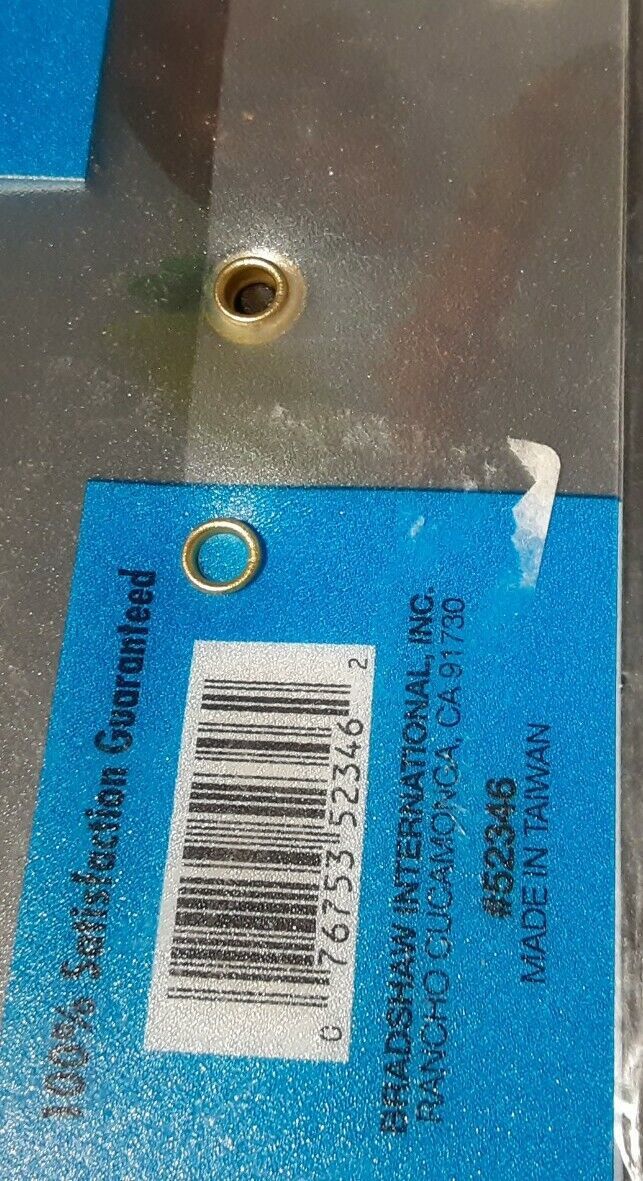 100% Satisfaction Guaranteed
0 76753 52346 2
BRADSHAW INTERNATIONAL, INC.
RANCHO CUCAMONGA, CA 91730
#52346
MADE IN TAIWAN